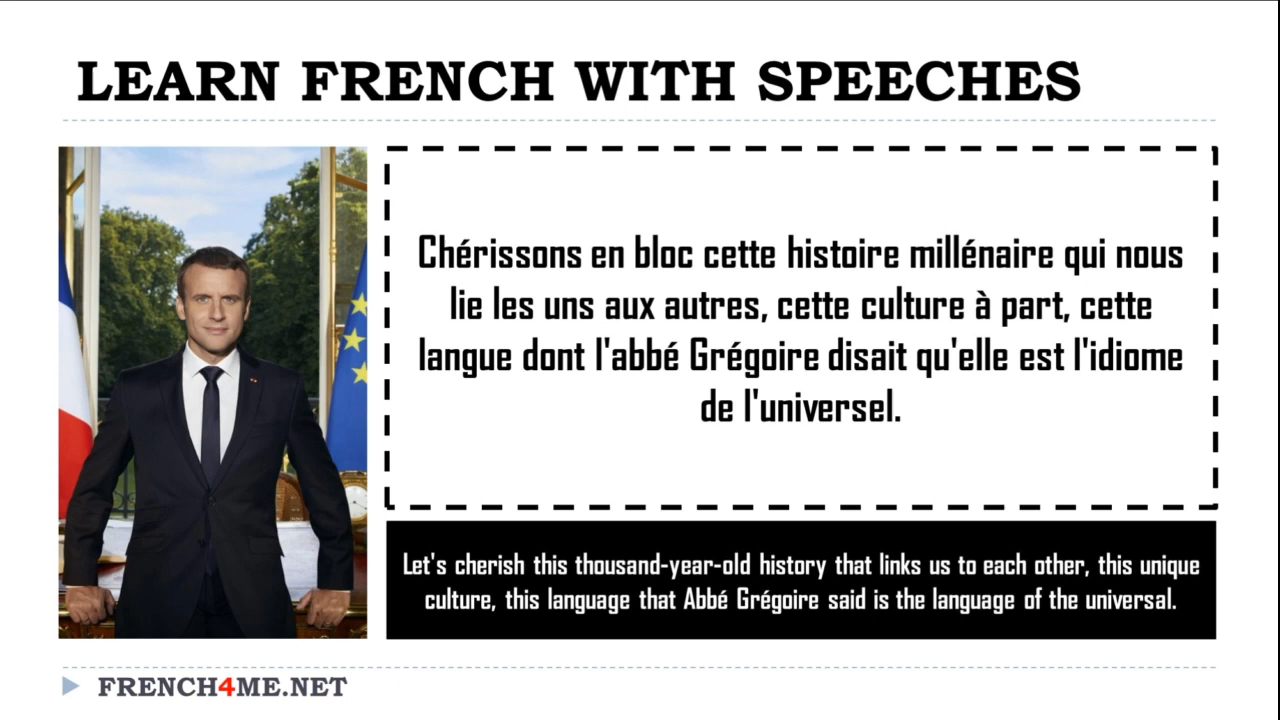 LEARN FRENCH WITH SPEECHES
Chérissons en bloc cette histoire millénaire qui nous
lie les uns aux autres, cette culture à part, cette
langue dont l'abbé Grégoire disait qu'elle est l'idiome
de l'universel.
Let's cherish this thousand-year-old history that links us to each other, this unique
culture, this language that Abbé Grégoire said is the language of the universal.
FRENCH4ME.NET